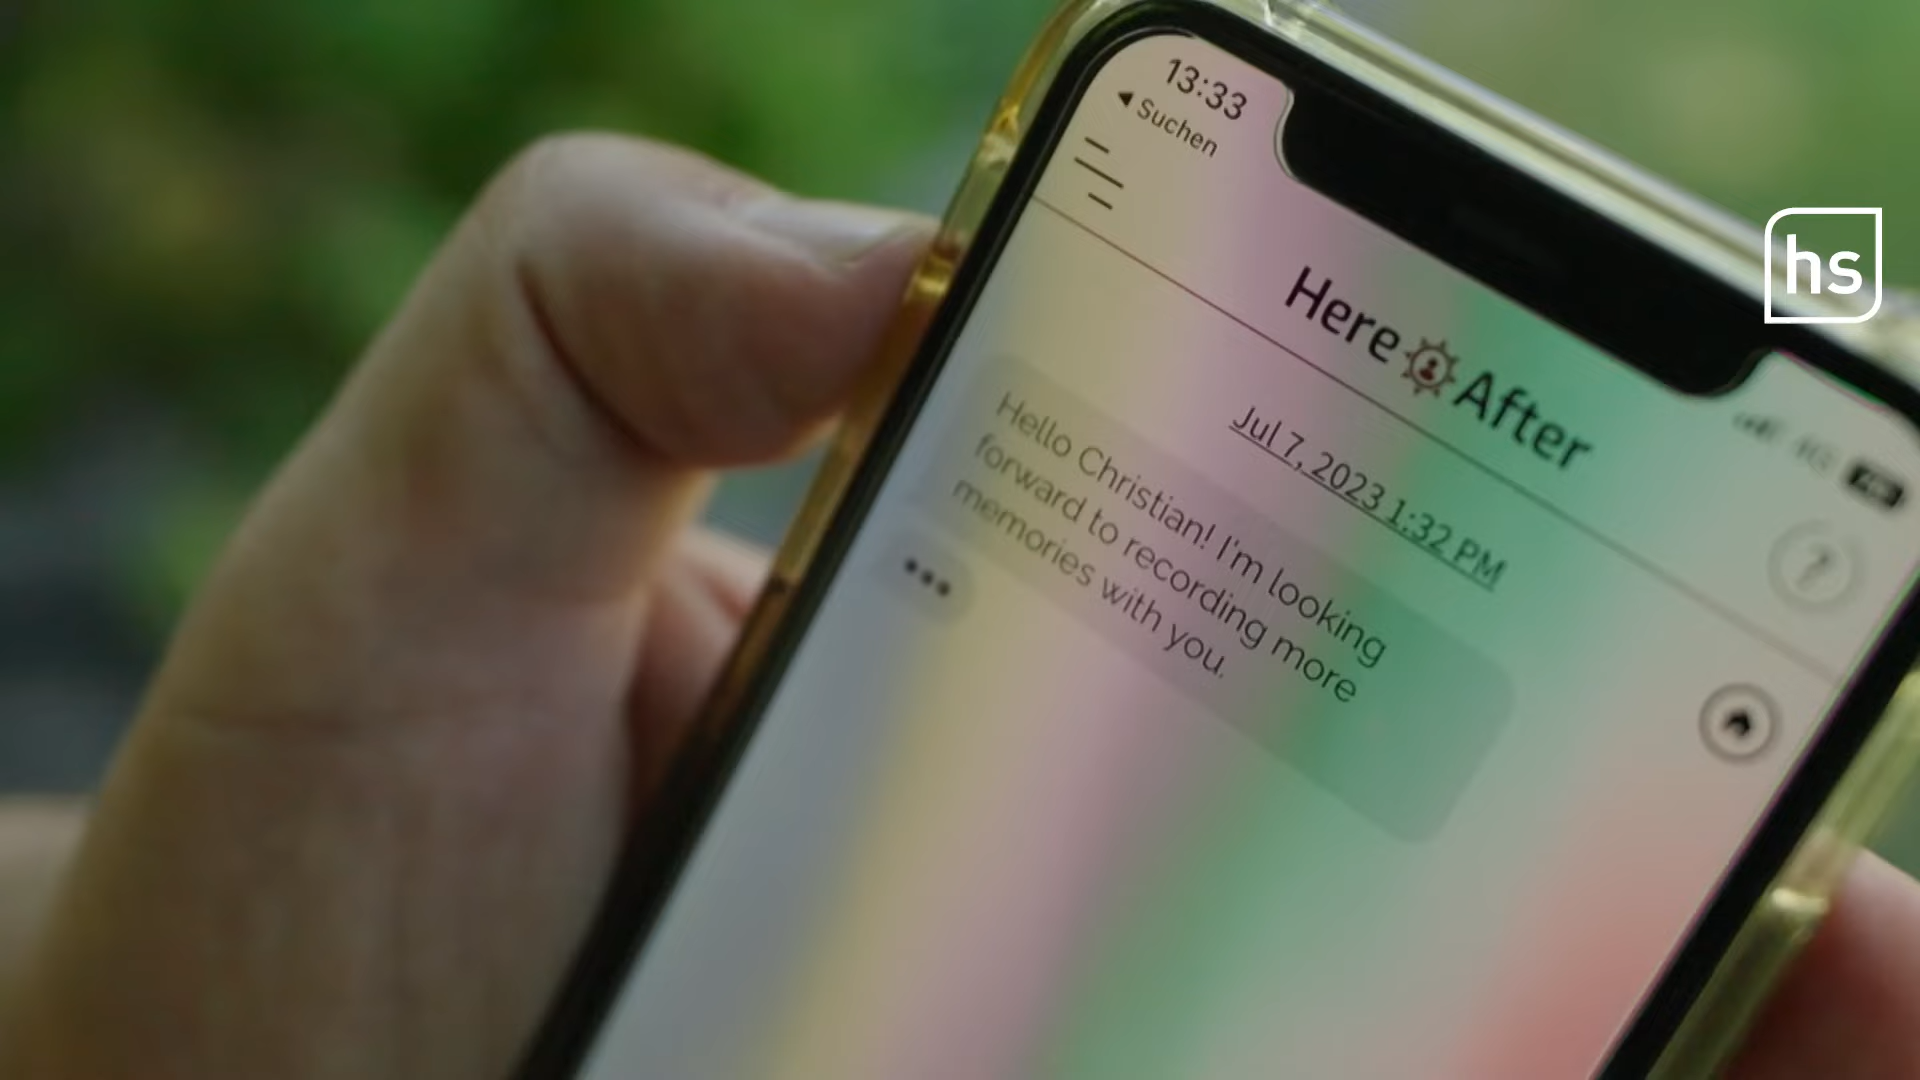 13:33
◀ Suchen
Here After
Jul 7, 2023 1:32 PM
Hello Christian! I'm looking
forward to recording more
memories with you.
?
hs